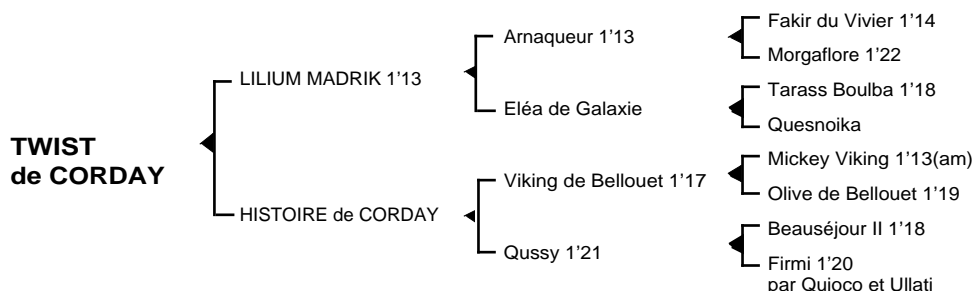 TWIST
de CORDAY
LILIUM MADRIK 1’13
HISTOIRE de CORDAY
Arnaqueur 1’13
Eléa de Galaxie
Viking de Bellouet 1’17
Qussy 1’21
Fakir du Vivier 1’14
Morgaflore 1’22
Tarass Boulba 1’18
Quesnoika
Mickey Viking 1’13(am)
Olive de Bellouet 1’19
Beauséjour II 1’18
Firmi 1’20
par Quioco et Ullati